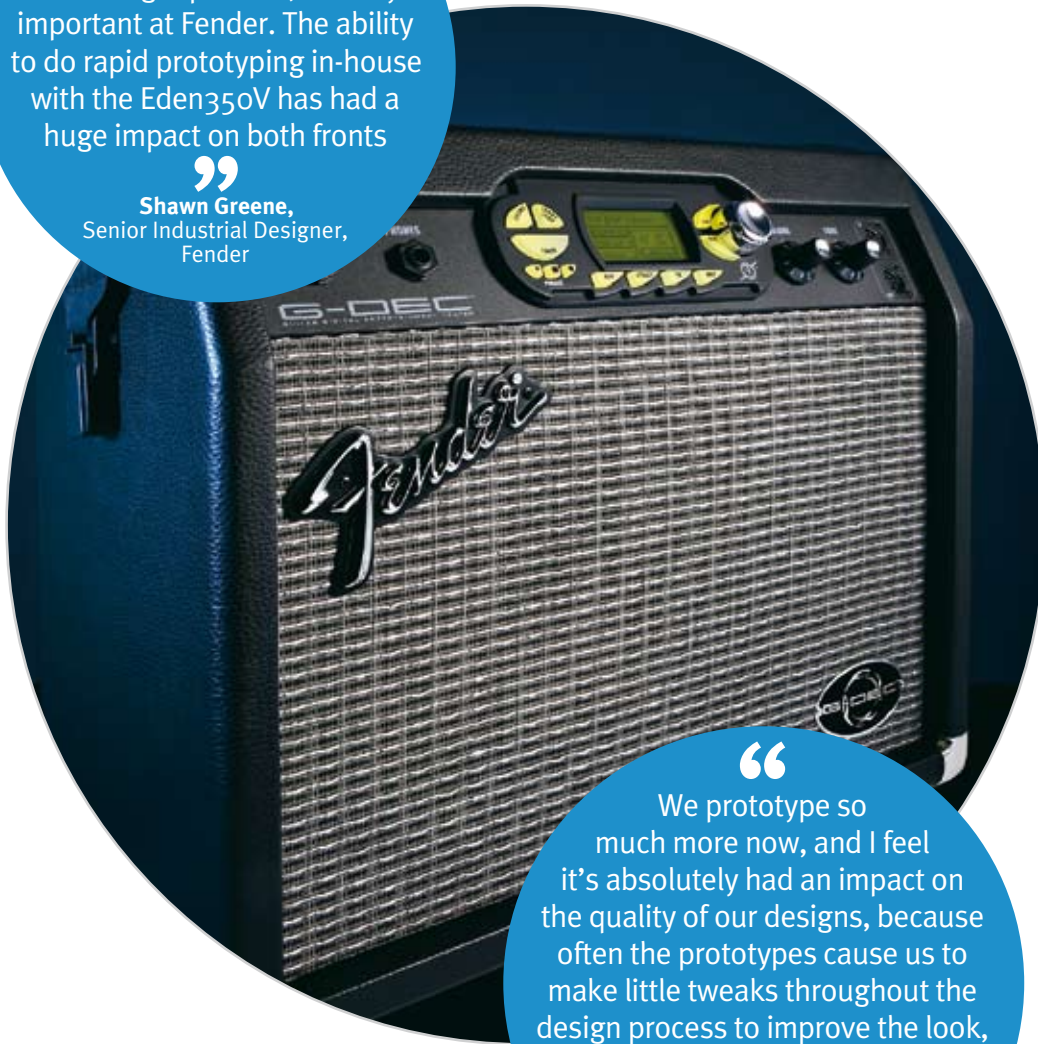 important at Fender. The ability
to do rapid prototyping in-house
with the Eden350V has had a
huge impact on both fronts
”
Shawn Greene,
Senior Industrial Designer,
Fender
G-DEC
Fender
G-DEC
“
We prototype so
much more now, and I feel
it’s absolutely had an impact on
the quality of our designs, because
often the prototypes cause us to
make little tweaks throughout the
design process to improve the look,